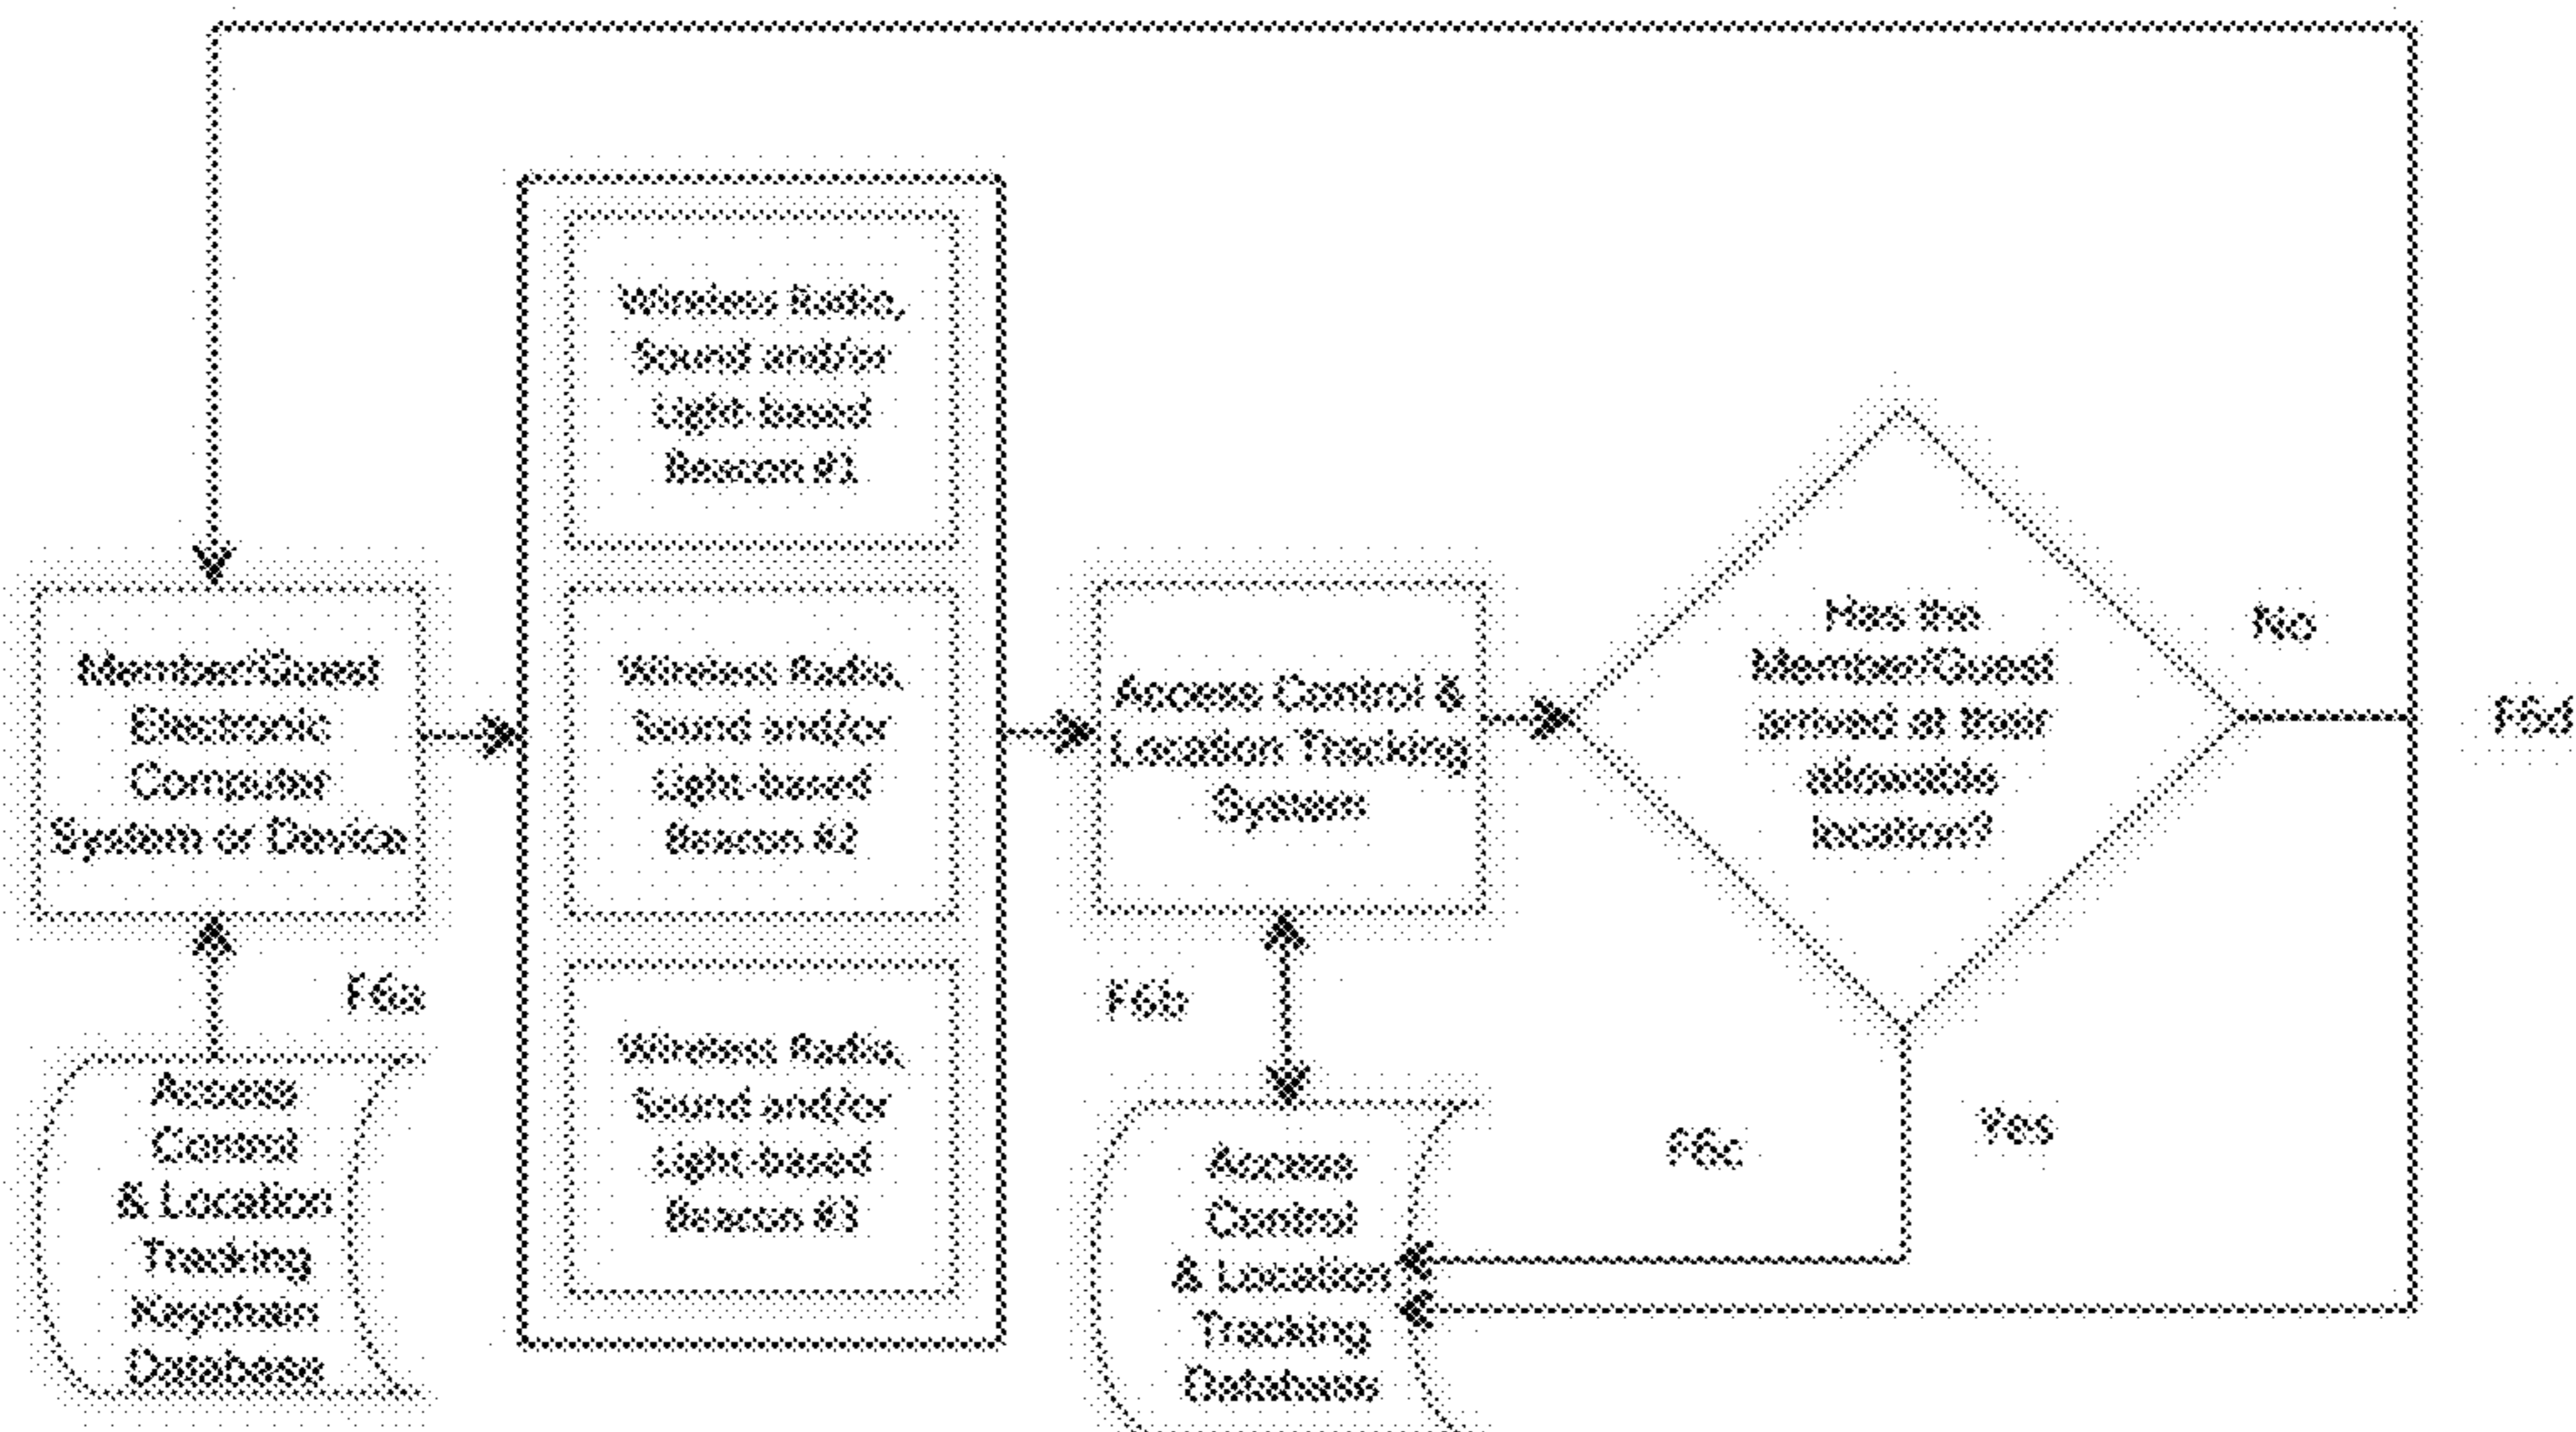 Wireless Radio,
Sound and/or
Light-based
Beacon #1
Member/Guest
Electronic
Computer
System or Device
Wireless Radio,
Sound and/or
Light-based
Beacon #2
Access Control &
Location Tracking
System
Has the
Member/Guest
arrived at their
allowable
location?
No
F6d
F6a
Access
Control
& Location
Tracking
Keychain
Database
Wireless Radio,
Sound and/or
Light-based
Beacon #3
F6b
Access
Control
& Location
Tracking
Database
F6c
Yes